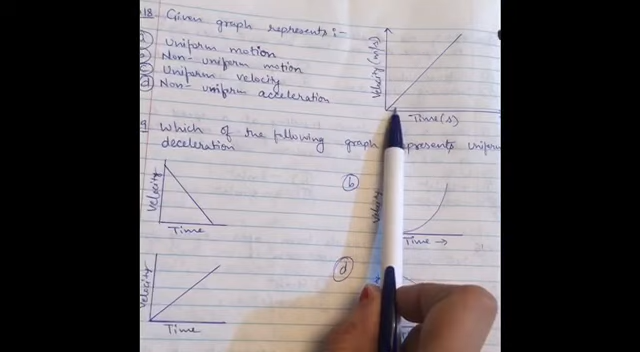 18. Given graph represents :-
(a) uniform motion
(b) Non-uniform motion
(c) Uniform velocity
(d) Non-uniform acceleration
Velocity (m/s)
Time (s)
9. Which of the following graph represents uniform
deceleration
Velocity
Time
(b)
Velocity
Time →
Velocity
Time
(d)